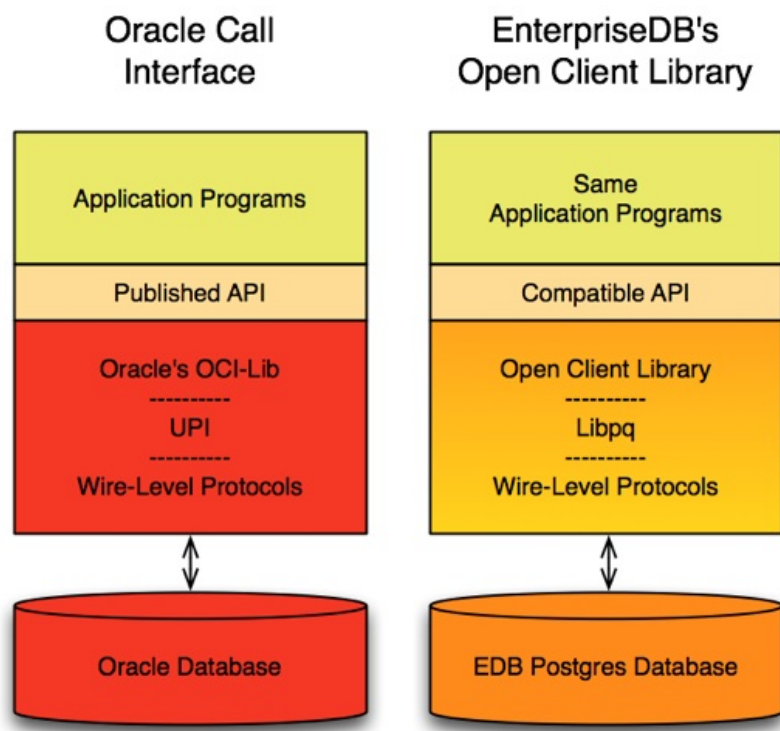 Oracle Call
Interface
Application Programs
Published API
Oracle's OCI-Lib
----------
UPI
----------
Wire-Level Protocols
Oracle Database
EnterpriseDB's
Open Client Library
Same
Application Programs
Compatible API
Open Client Library
----------
Libpq
----------
Wire-Level Protocols
EDB Postgres Database